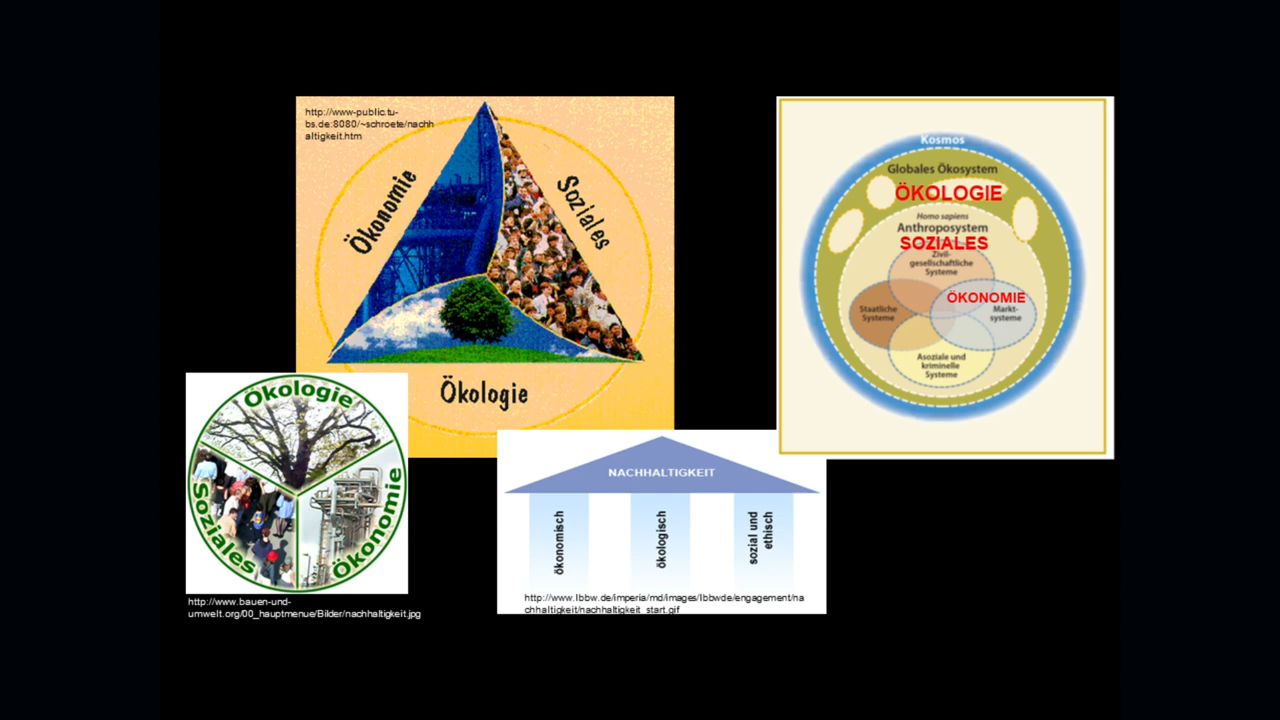 http://www-public.tu-
bs.de:8080/~schroete/nachh
altigkeit.htm
Ökonomie
Soziales
Ökologie
Kosmos
Globales Ökosystem
ÖKOLOGIE
Homo sapiens
Anthroposystem
SOZIALES
Zivil-
gesellschaftliche
Systeme
ÖKONOMIE
Staatliche
Systeme
Markt-
systeme
Asoziale und
kriminelle
Systeme
Ökologie
Soziales
Ökonomie
http://www.bauen-und-
umwelt.org/00_hauptmenue/Bilder/nachhaltigkeit.jpg
NACHHALTIGKEIT
ökonomisch
ökologisch
sozial und
ethisch
http://www.lbbw.de/imperia/md/images/lbbwde/engagement/na
chhaltigkeit/nachhaltigkeit_start.gif